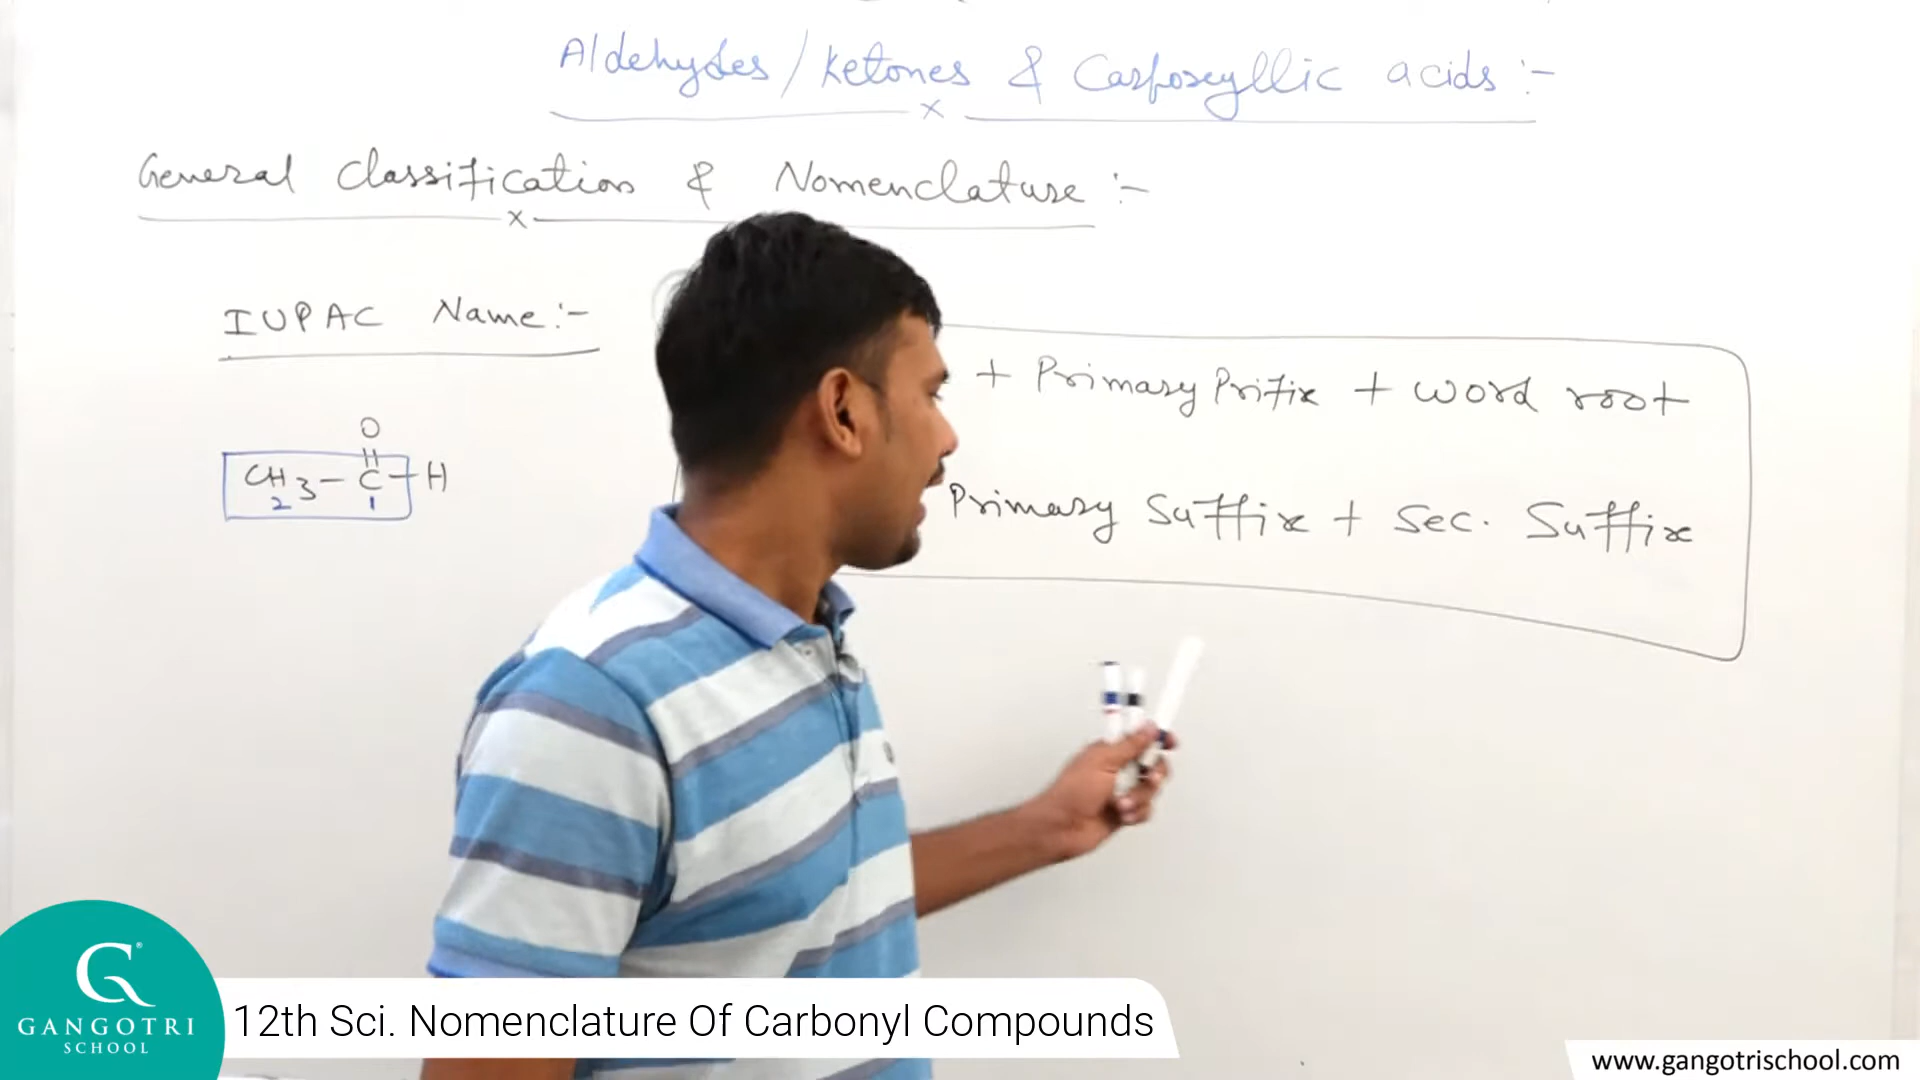 Aldehydes / Ketones & Carboxyllic acids :-
General Classification & Nomenclature :-
IUPAC Name :-
+ Primary Prifix + word root
Primary Suffix + Sec. Suffix
O
CH3 - C - H
2 1
G®
GANGOTRI
SCHOOL
12th Sci. Nomenclature Of Carbonyl Compounds
www.gangotrischool.com